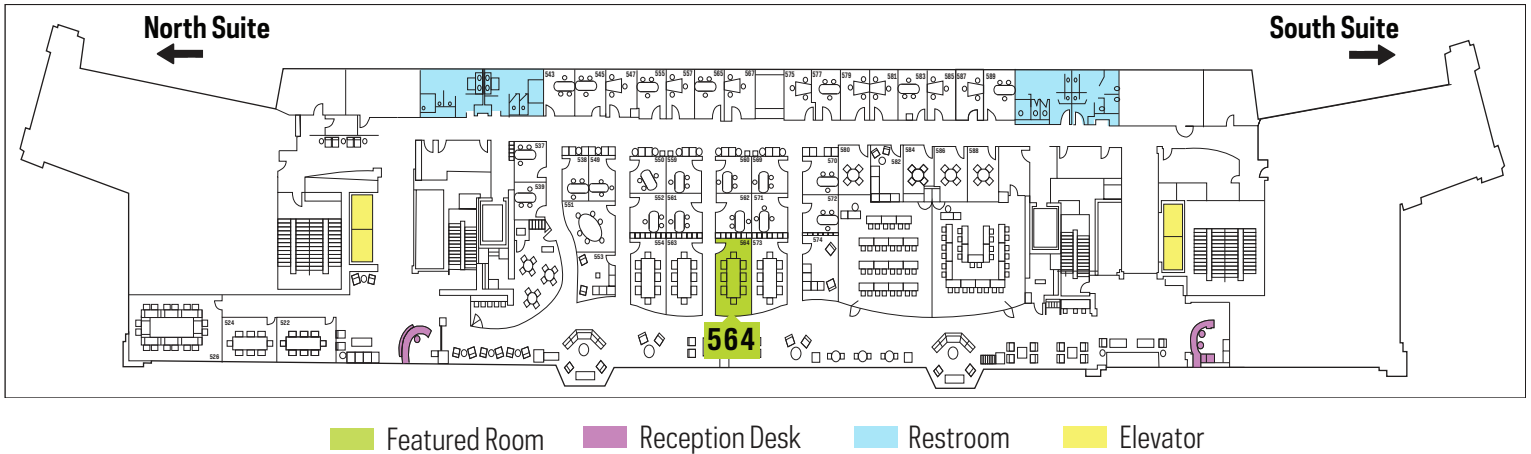 North Suite
South Suite
543 545 547 555 557 565 567 575 577 579 581 583 585 587 589
537 538 549 550 559 560 569 570 580 582 584 586 588
539 552 561 562 571 572
551
553 554 563 564 573 574
524 522
526
564
Featured Room
Reception Desk
Restroom
Elevator